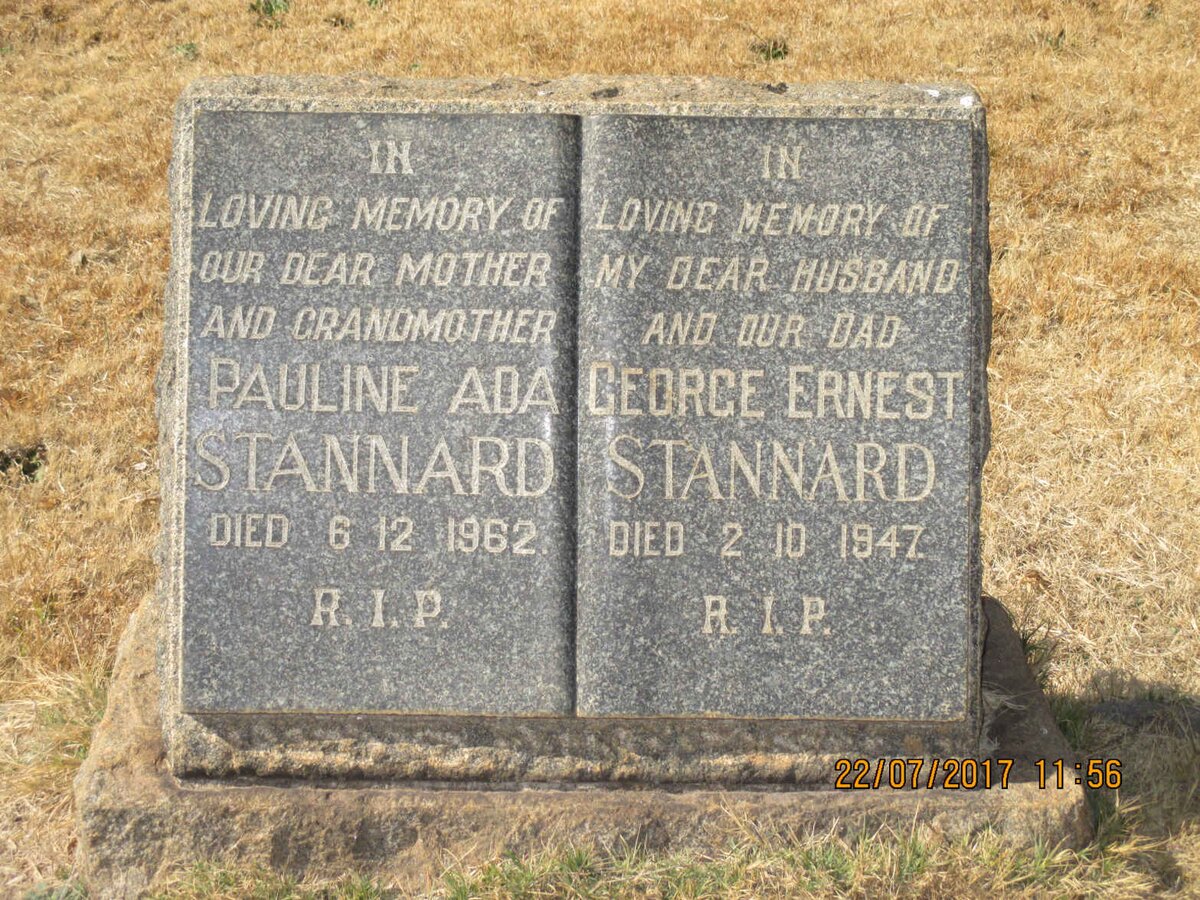 IN
LOVING MEMORY OF
OUR DEAR MOTHER
AND GRANDMOTHER
PAULINE ADA
STANNARD
DIED 6 12 1962.
R.I.P.
IN
LOVING MEMORY OF
MY DEAR HUSBAND
AND OUR DAD
GEORGE ERNEST
STANNARD
DIED 2 10 1947.
R.I.P.
22/07/2017 11:56